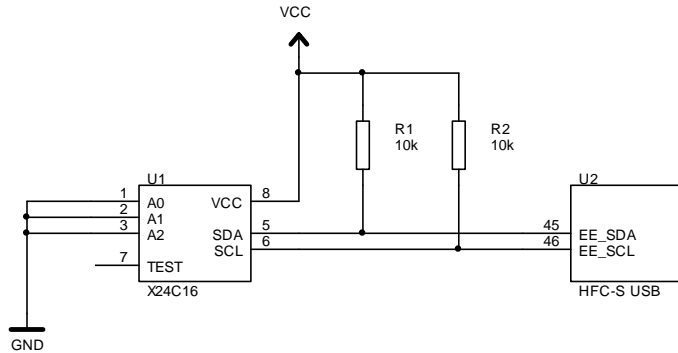 VCC
R1
10k
R2
10k
U1
1
A0
VCC
8
2
A1
3
A2
SDA
5
SCL
6
7
TEST
X24C16
U2
45
EE_SDA
46
EE_SCL
HFC-S USB
GND